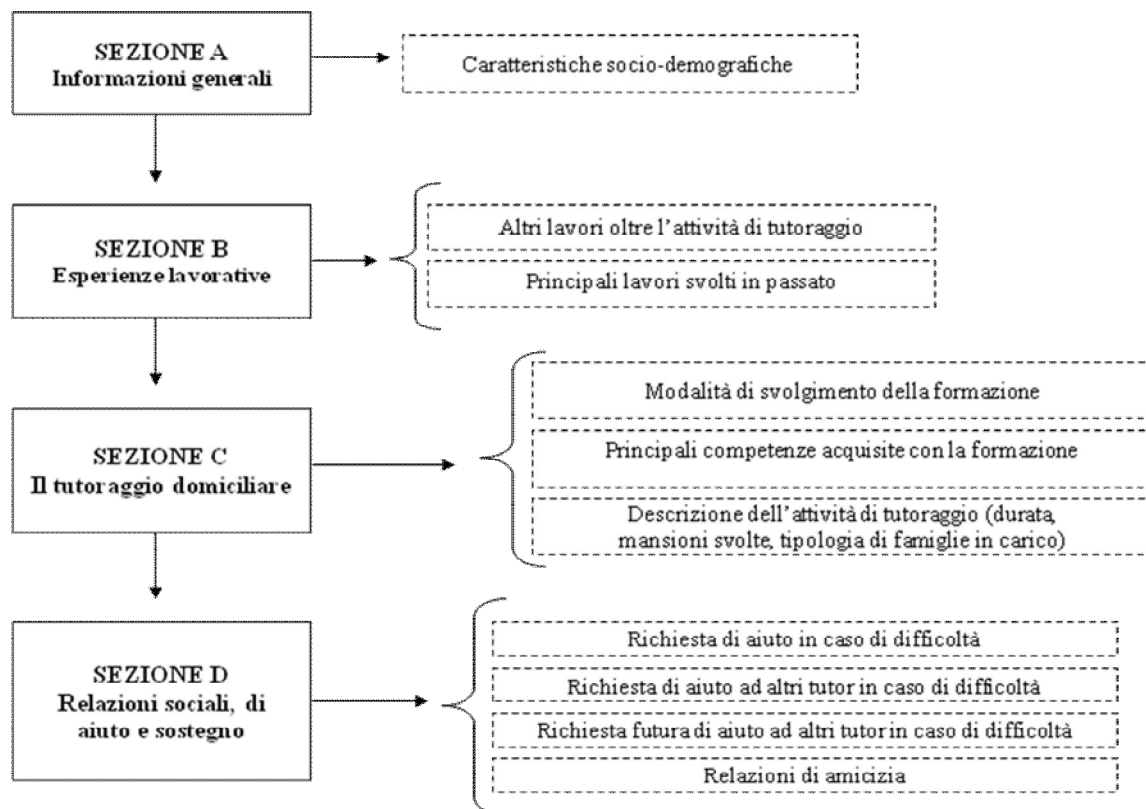 SEZIONE A
Informazioni generali
Caratteristiche socio-demografiche
SEZIONE B
Esperienze lavorative
Altri lavori oltre l'attività di tutoraggio
Principali lavori svolti in passato
SEZIONE C
Il tutoraggio domiciliare
Modalità di svolgimento della formazione
Principali competenze acquisite con la formazione
Descrizione dell'attività di tutoraggio (durata,
mansioni svolte, tipologia di famiglie in carico)
SEZIONE D
Relazioni sociali, di
aiuto e sostegno
Richiesta di aiuto in caso di difficoltà
Richiesta di aiuto ad altri tutor in caso di difficoltà
Richiesta futura di aiuto ad altri tutor in caso di difficoltà
Relazioni di amicizia